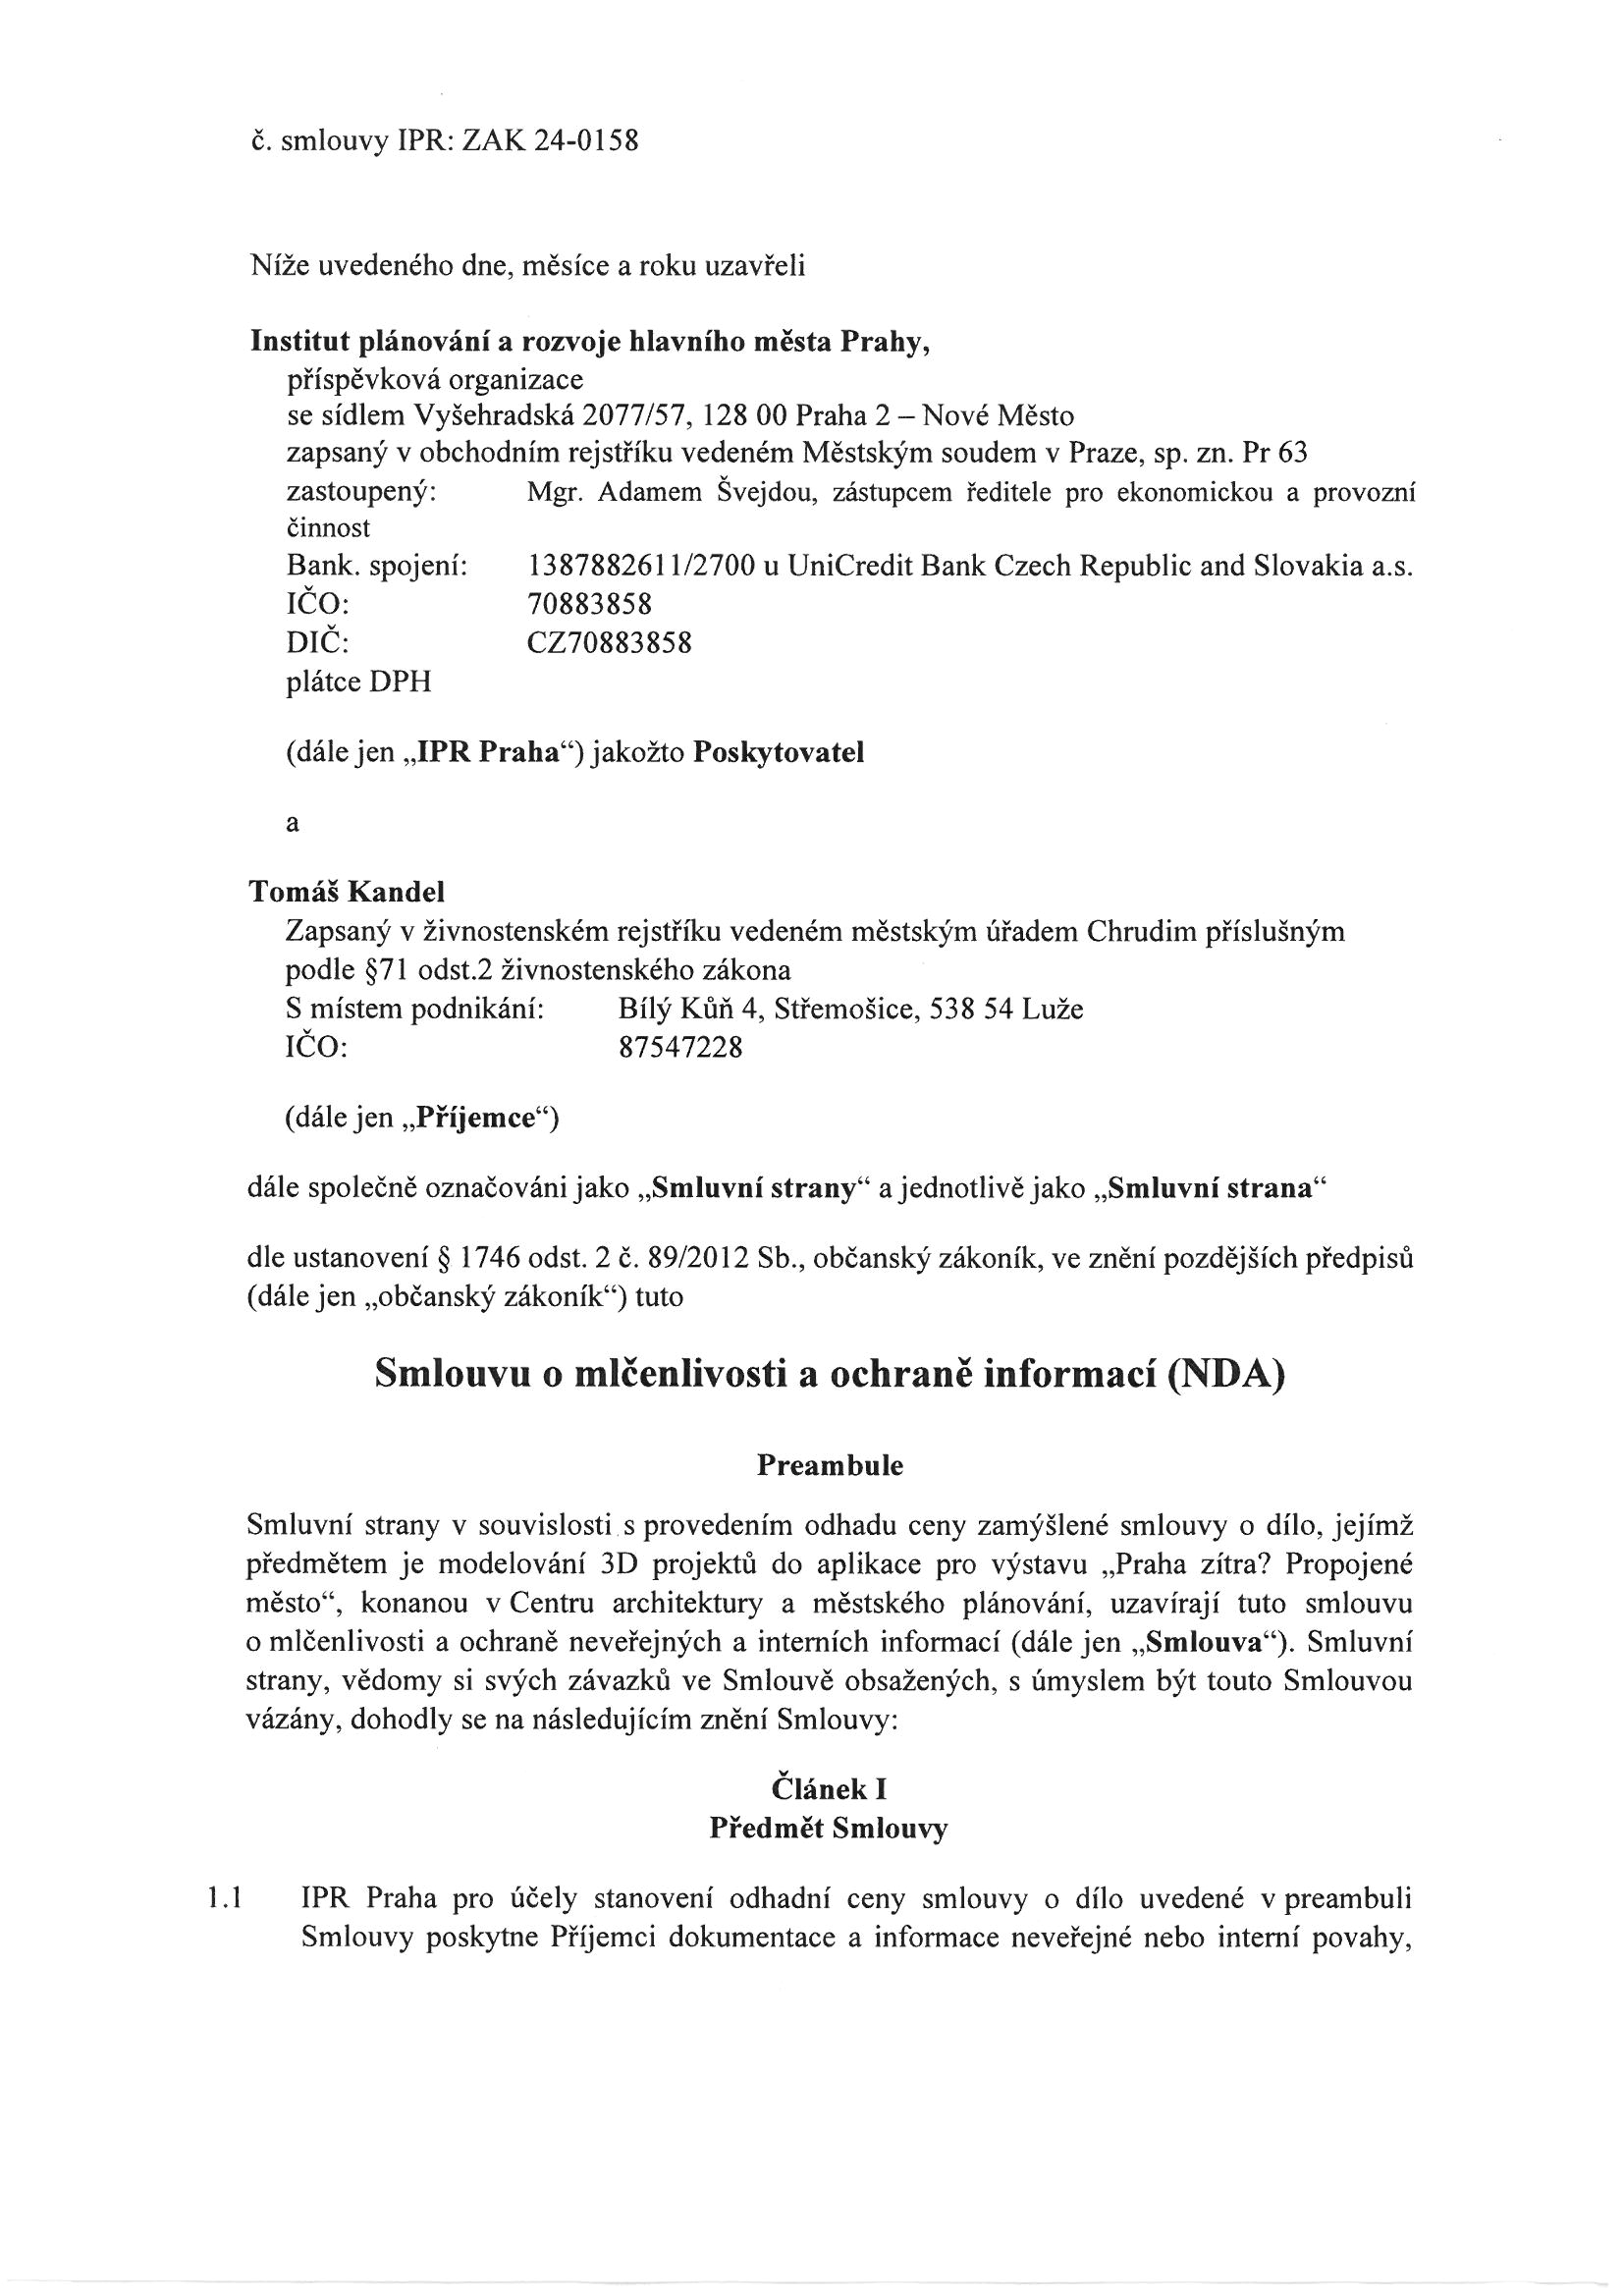 č. smlouvy IPR: ZAK 24-0158
Níže uvedeného dne, měsíce a roku uzavřeli
Institut plánování a rozvoje hlavního města Prahy,
příspěvková organizace
se sídlem Vyšehradská 2077/57, 128 00 Praha 2 – Nové Město
zapsaný v obchodním rejstříku vedeném Městským soudem v Praze, sp. zn. Pr 63
zastoupený: Mgr. Adamem Švejdou, zástupcem ředitele pro ekonomickou a provozní
činnost
Bank. spojení: 1387882611/2700 u UniCredit Bank Czech Republic and Slovakia a.s.
IČO: 70883858
DIČ: CZ70883858
plátce DPH
(dále jen „IPR Praha“) jakožto Poskytovatel
a
Tomáš Kandel
Zapsaný v živnostenském rejstříku vedeném městským úřadem Chrudim příslušným
podle §71 odst.2 živnostenského zákona
S místem podnikání: Bílý Kůň 4, Střemošice, 538 54 Luže
IČO: 87547228
(dále jen „Příjemce“)
dále společně označováni jako „Smluvní strany“ a jednotlivě jako „Smluvní strana“
dle ustanovení § 1746 odst. 2 č. 89/2012 Sb., občanský zákoník, ve znění pozdějších předpisů
(dále jen „občanský zákoník“) tuto
Smlouvu o mlčenlivosti a ochraně informací (NDA)
Preambule
Smluvní strany v souvislosti s provedením odhadu ceny zamýšlené smlouvy o dílo, jejímž
předmětem je modelování 3D projektů do aplikace pro výstavu „Praha zítra? Propojené
město“, konanou v Centru architektury a městského plánování, uzavírají tuto smlouvu
o mlčenlivosti a ochraně neveřejných a interních informací (dále jen „Smlouva“). Smluvní
strany, vědomy si svých závazků ve Smlouvě obsažených, s úmyslem být touto Smlouvou
vázány, dohodly se na následujícím znění Smlouvy:
Článek I
Předmět Smlouvy
1.1 IPR Praha pro účely stanovení odhadní ceny smlouvy o dílo uvedené v preambuli
Smlouvy poskytne Příjemci dokumentace a informace neveřejné nebo interní povahy,